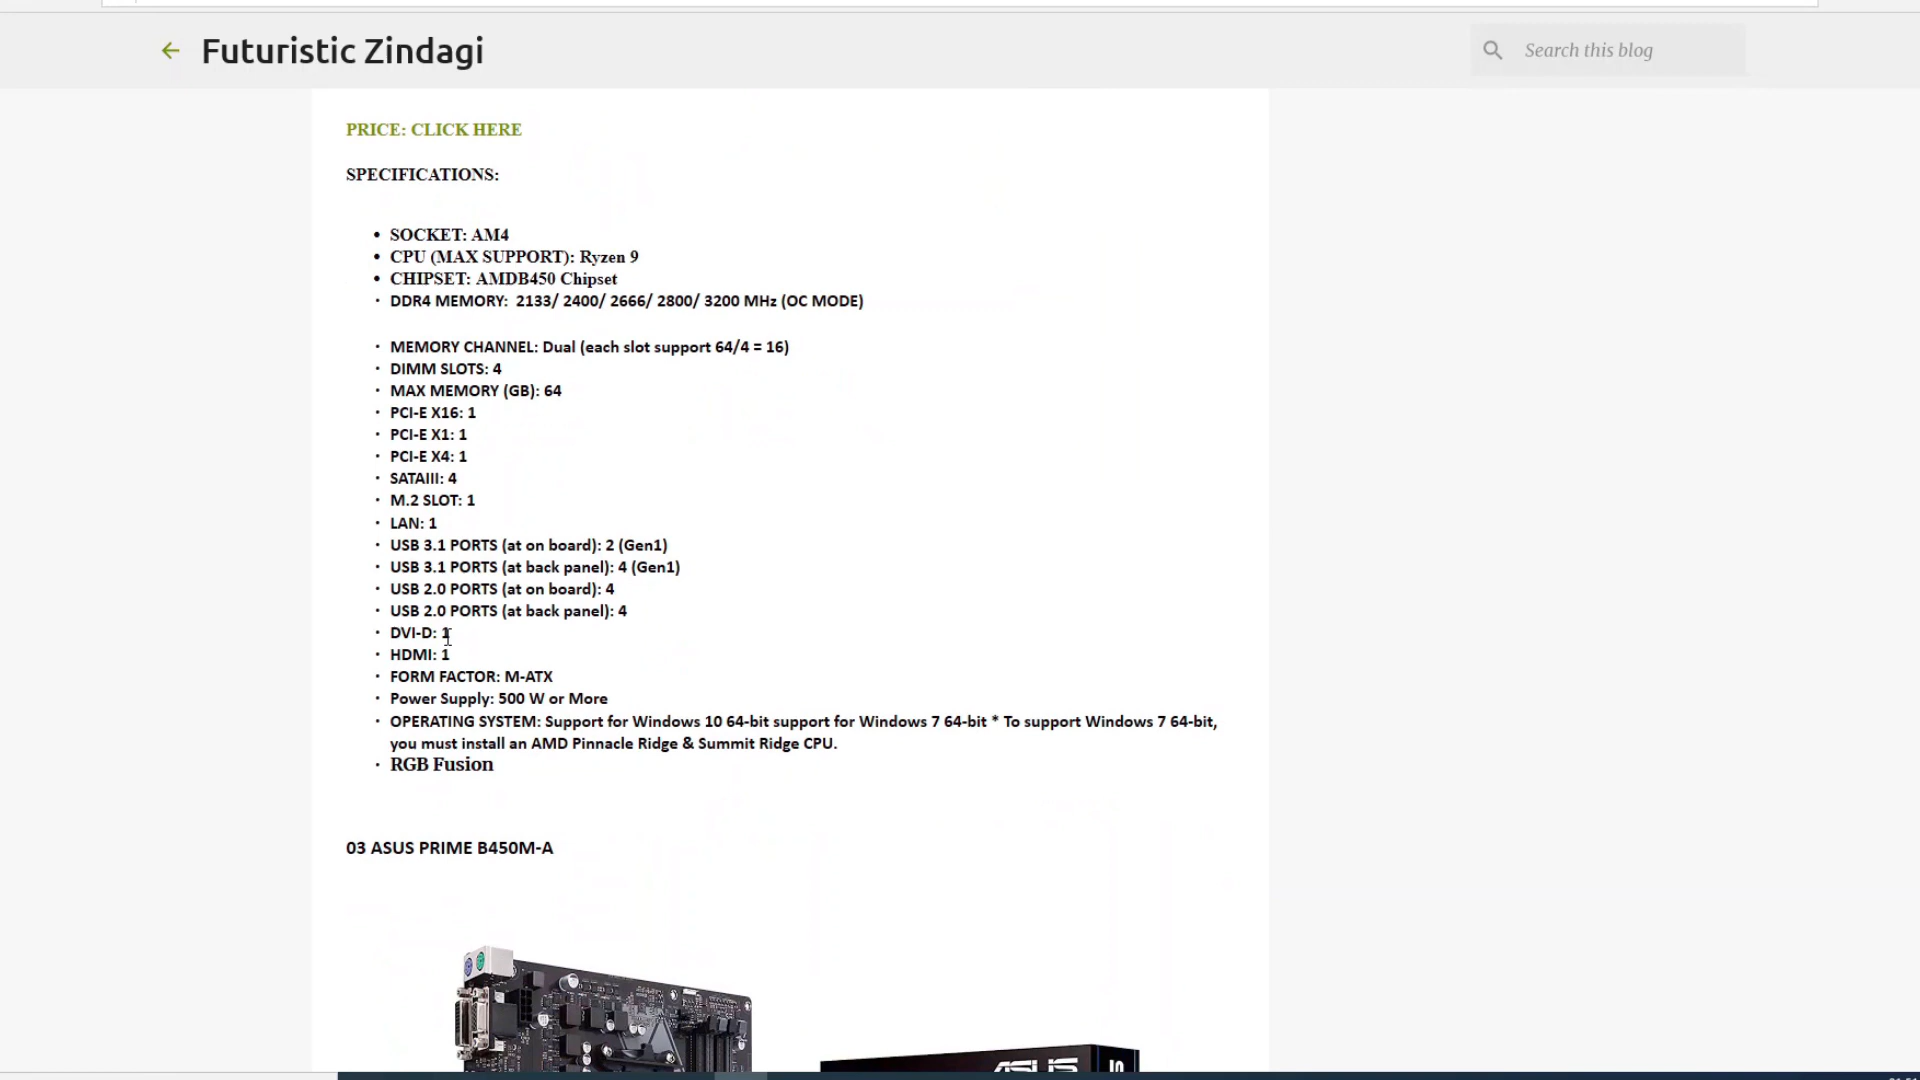 Futuristic Zindagi
Search this blog
PRICE: CLICK HERE
SPECIFICATIONS:
• SOCKET: AM4
• CPU (MAX SUPPORT): Ryzen 9
• CHIPSET: AMDB450 Chipset
· DDR4 MEMORY: 2133/ 2400/ 2666/ 2800/ 3200 MHz (OC MODE)
· MEMORY CHANNEL: Dual (each slot support 64/4 = 16)
· DIMM SLOTS: 4
· MAX MEMORY (GB): 64
· PCI-E X16: 1
· PCI-E X1: 1
· PCI-E X4: 1
· SATAIII: 4
· M.2 SLOT: 1
· LAN: 1
· USB 3.1 PORTS (at on board): 2 (Gen1)
· USB 3.1 PORTS (at back panel): 4 (Gen1)
· USB 2.0 PORTS (at on board): 4
· USB 2.0 PORTS (at back panel): 4
· DVI-D: 1
· HDMI: 1
· FORM FACTOR: M-ATX
· Power Supply: 500 W or More
· OPERATING SYSTEM: Support for Windows 10 64-bit support for Windows 7 64-bit * To support Windows 7 64-bit,
you must install an AMD Pinnacle Ridge & Summit Ridge CPU.
· RGB Fusion
03 ASUS PRIME B450M-A
ASUS